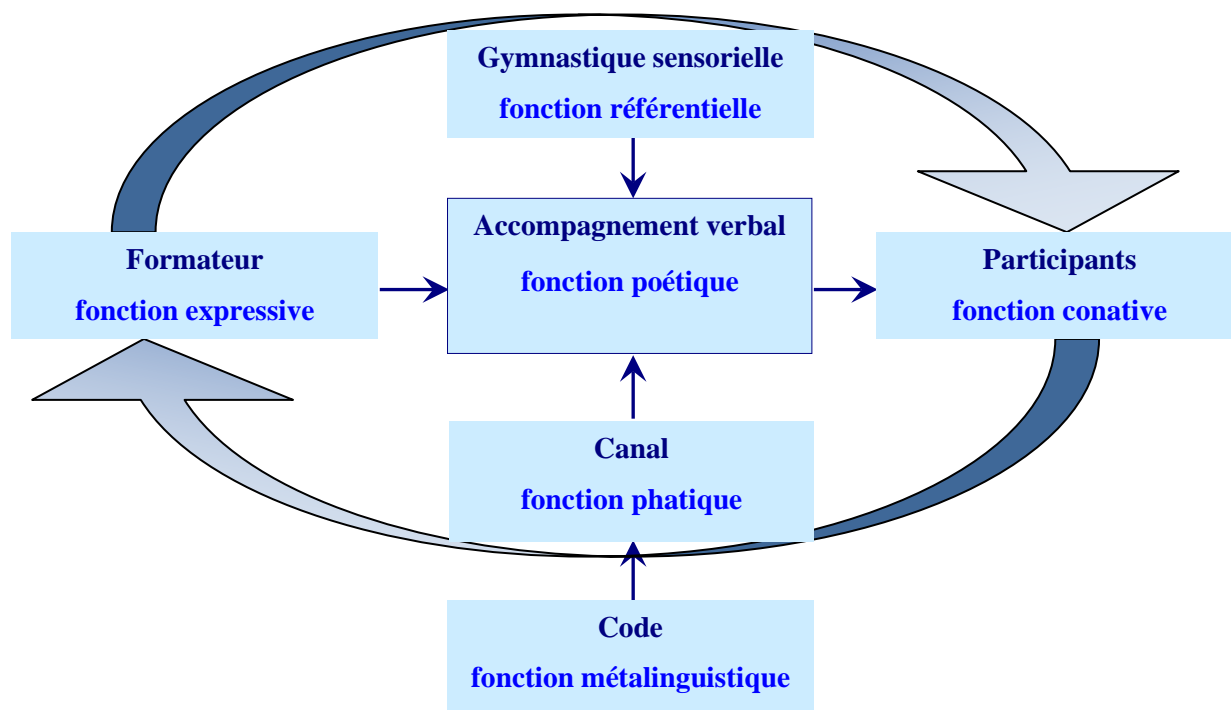 Gymnastique sensorielle
fonction référentielle
Formateur
fonction expressive
Accompagnement verbal
fonction poétique
Participants
fonction conative
Canal
fonction phatique
Code
fonction métalinguistique